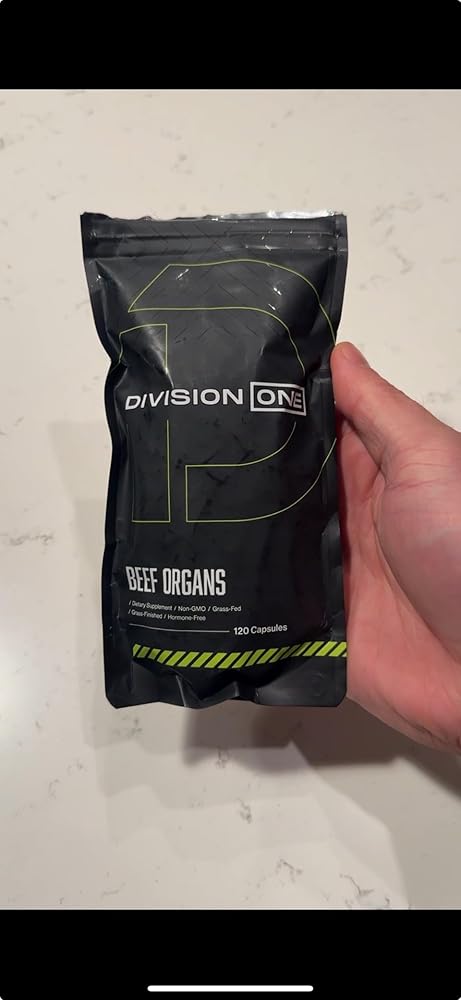 DIVISION ONE
BEEF ORGANS
/ Dietary Supplement / Non-GMO / Grass-Fed
/ Grass-Finished / Hormone-Free
120 Capsules